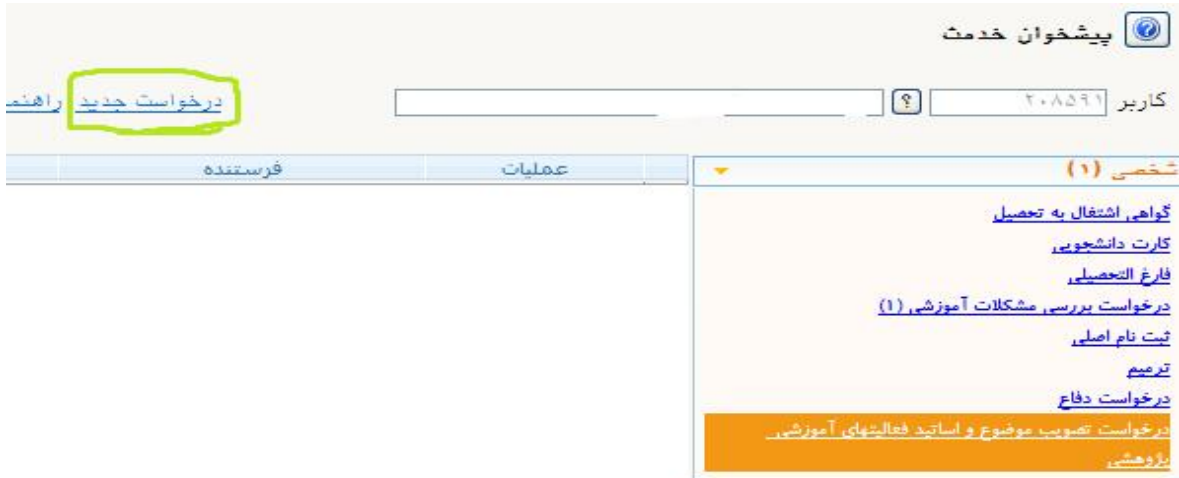 پیشخوان خدمت
کاربر ۲۰۸۵۹۱ ؟ درخواست جدید
شخصی (۱) عملیات فرستنده
گواهی اشتغال به تحصیل
کارت دانشجویی
فارغ التحصیلی
درخواست بررسی مشکلات آموزشی (۱)
ثبت نام اصلی
ترمیم
درخواست دفاع
درخواست تصویب موضوع و اساتید فعالیتهای آموزشی
پژوهشی